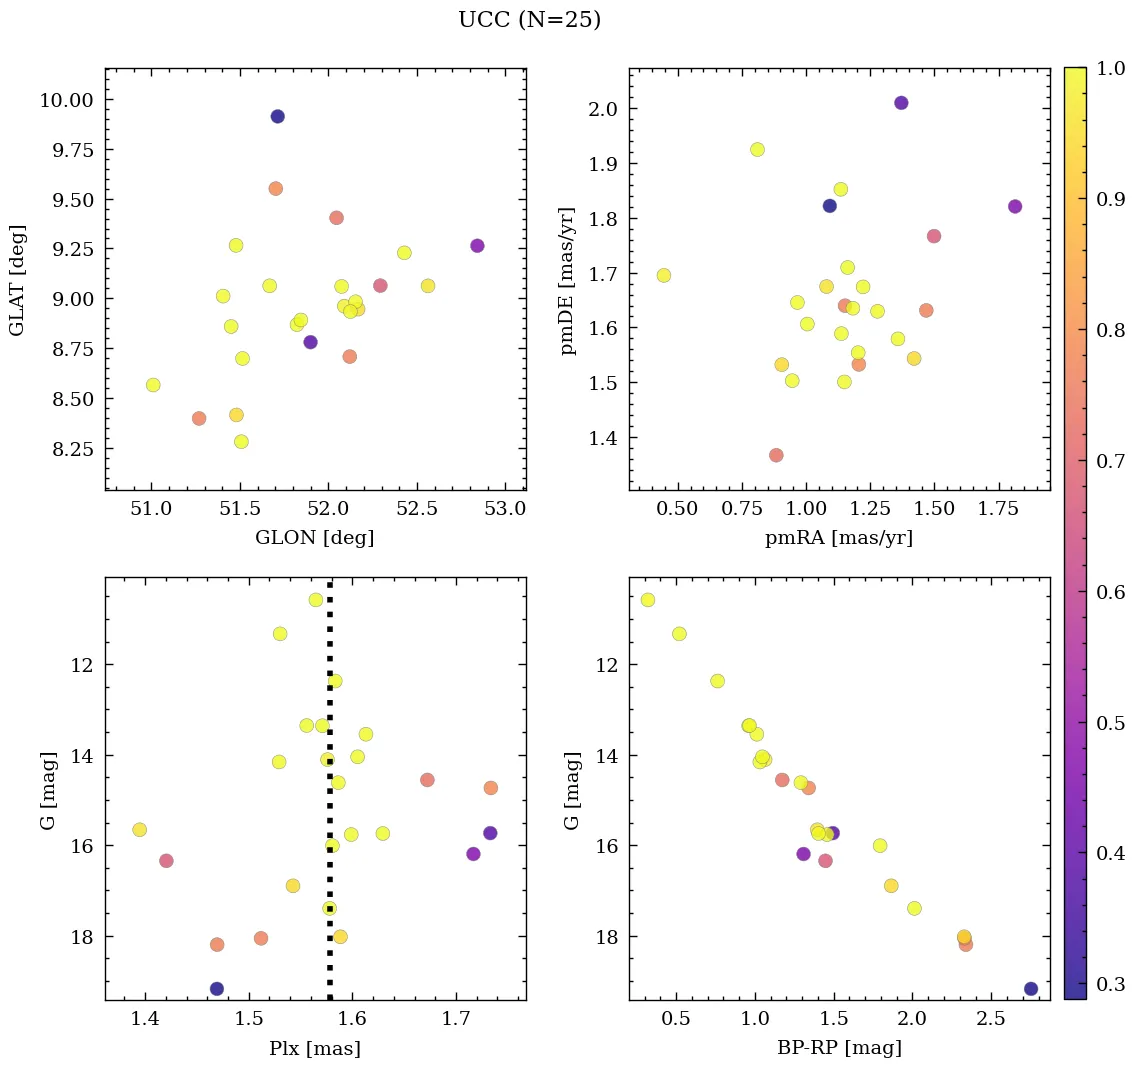 UCC (N=25)
10.00
9.75
9.50
9.25
9.00
8.75
8.50
8.25
GLAT [deg]
51.0 51.5 52.0 52.5 53.0
GLON [deg]
2.0
1.9
1.8
1.7
1.6
1.5
1.4
pmDE [mas/yr]
0.50 0.75 1.00 1.25 1.50 1.75
pmRA [mas/yr]
12
14
16
18
G [mag]
1.4 1.5 1.6 1.7
Plx [mas]
12
14
16
18
G [mag]
0.5 1.0 1.5 2.0 2.5
BP-RP [mag]
1.0
0.9
0.8
0.7
0.6
0.5
0.4
0.3